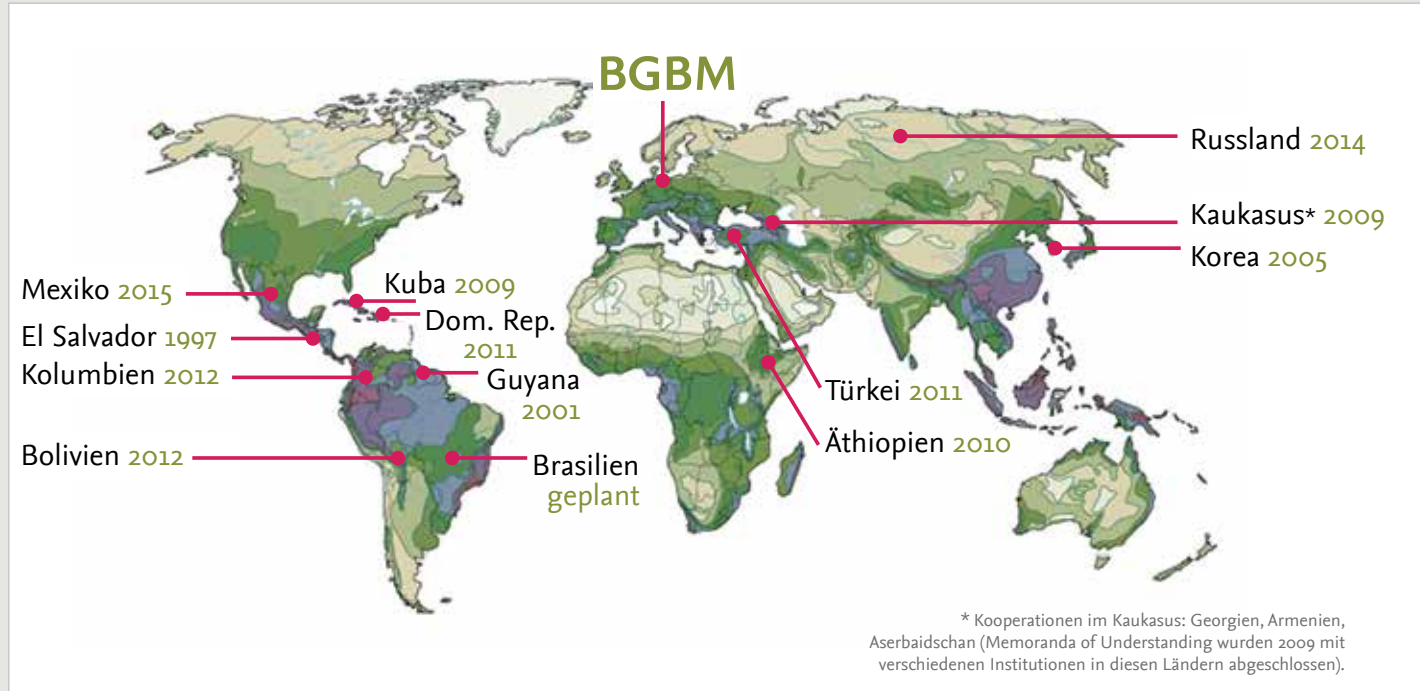 BGBM
Russland 2014
Kaukasus* 2009
Korea 2005
Mexiko 2015
Kuba 2009
Dom. Rep.
2011
El Salvador 1997
Kolumbien 2012
Guyana
2001
Türkei 2011
Äthiopien 2010
Bolivien 2012
Brasilien
geplant
* Kooperationen im Kaukasus: Georgien, Armenien,
Aserbaidschan (Memoranda of Understanding wurden 2009 mit
verschiedenen Institutionen in diesen Ländern abgeschlossen).